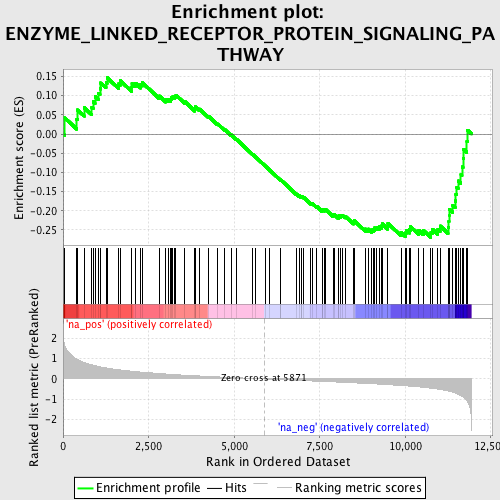 Enrichment plot:
ENZYME_LINKED_RECEPTOR_PROTEIN_SIGNALING_PA
THWAY
Enrichment score (ES)
0.15
0.10
0.05
0.00
-0.05
-0.10
-0.15
-0.20
-0.25
'na_pos' (positively correlated)
Ranked list metric (PreRanked)
2
1
0
-1
-2
Zero cross at 5871
'na_neg' (negatively correlated)
0
2,500
5,000
7,500
10,000
12,500
Rank in Ordered Dataset
Enrichment profile
Hits
Ranking metric scores